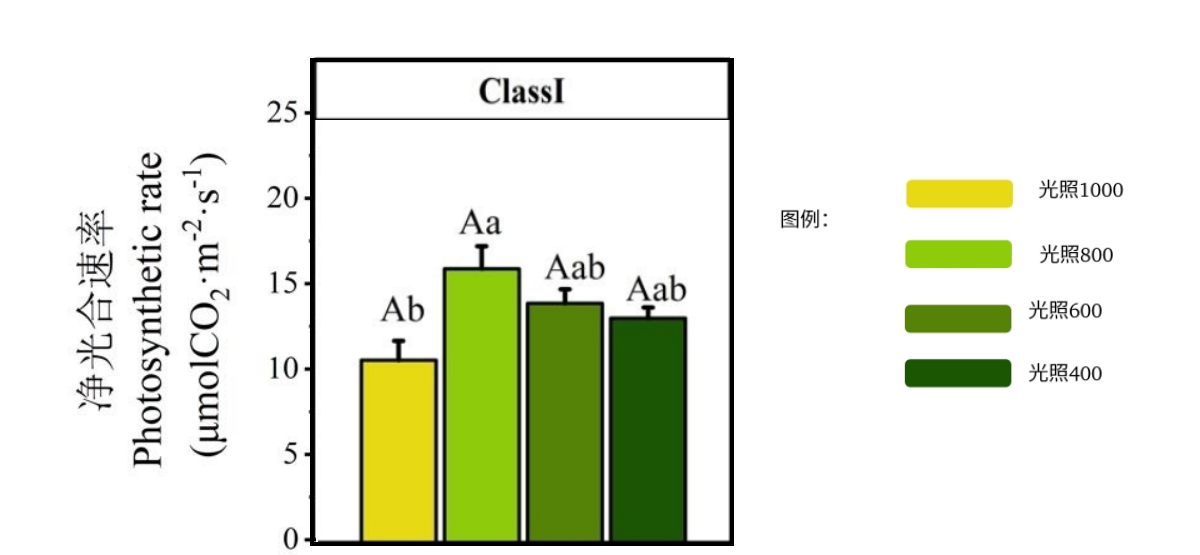 ClassI
净光合速率
Photosynthetic rate
(μmolCO₂·m⁻²·s⁻¹)
25
20
15
10
5
0
Ab
Aa
Aab
Aab
图例：
光照1000
光照800
光照600
光照400